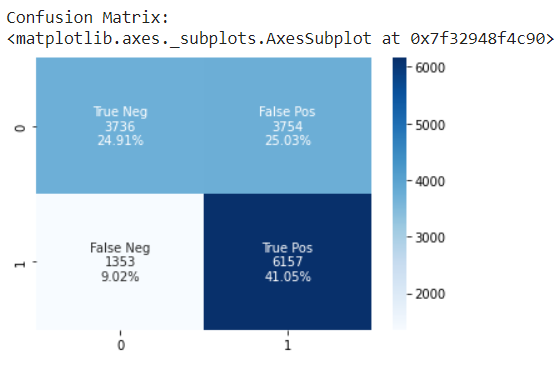 Confusion Matrix:
<matplotlib.axes._subplots.AxesSubplot at 0x7f32948f4c90>
True Neg
3736
24.91%
False Pos
3754
25.03%
False Neg
1353
9.02%
True Pos
6157
41.05%
0
1
0
1
6000
5000
4000
3000
2000